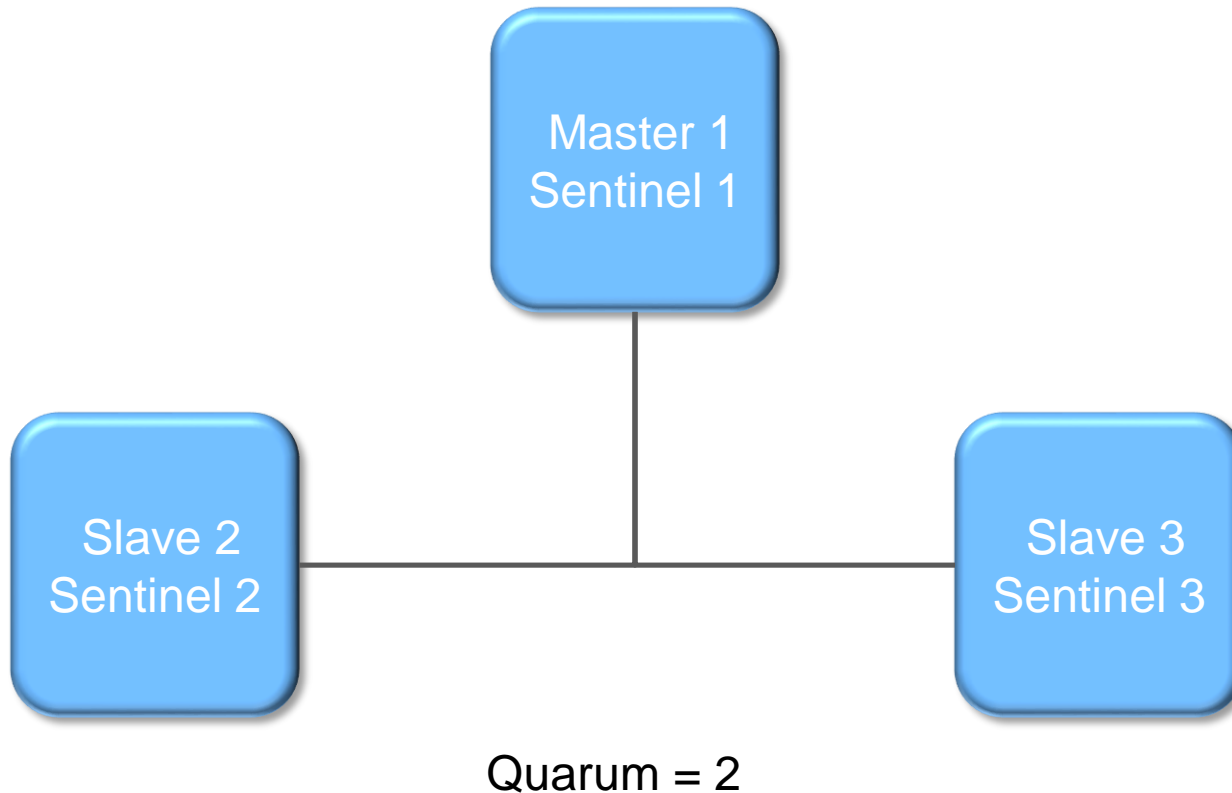 Master 1
Sentinel 1
Slave 2
Sentinel 2
Slave 3
Sentinel 3
Quarum = 2